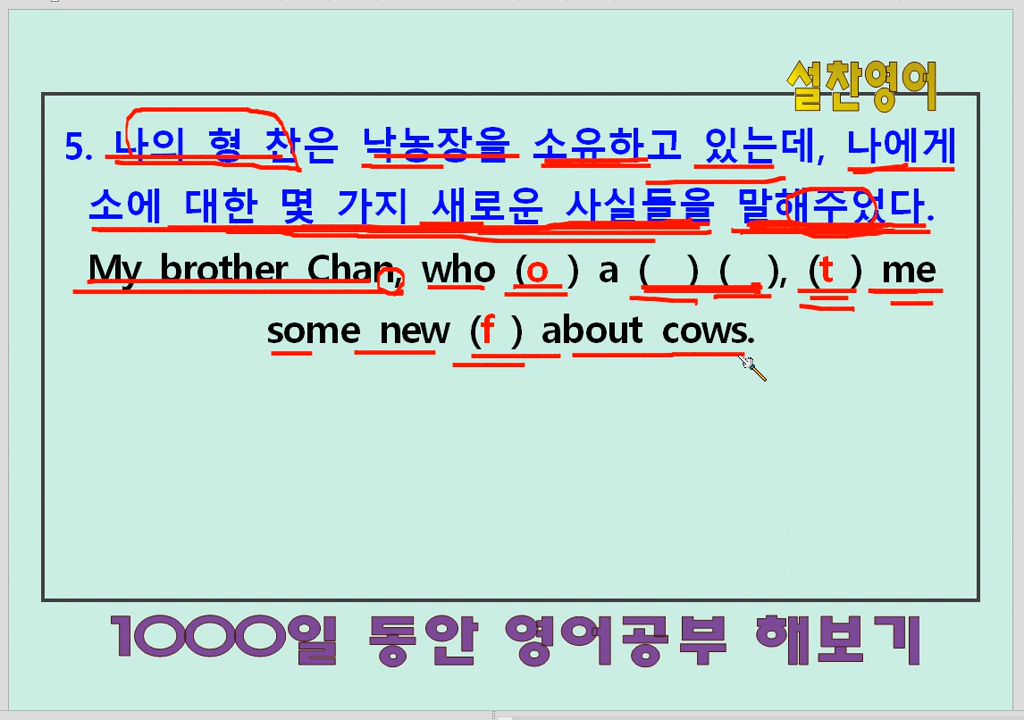 설찬영어
5. 나의 형 찬은 낙농장을 소유하고 있는데, 나에게
소에 대한 몇 가지 새로운 사실들을 말해주었다.
My brother Chan, who (o ) a ( ) ( ), (t ) me
some new (f ) about cows.
1000일 동안 영어공부 해보기